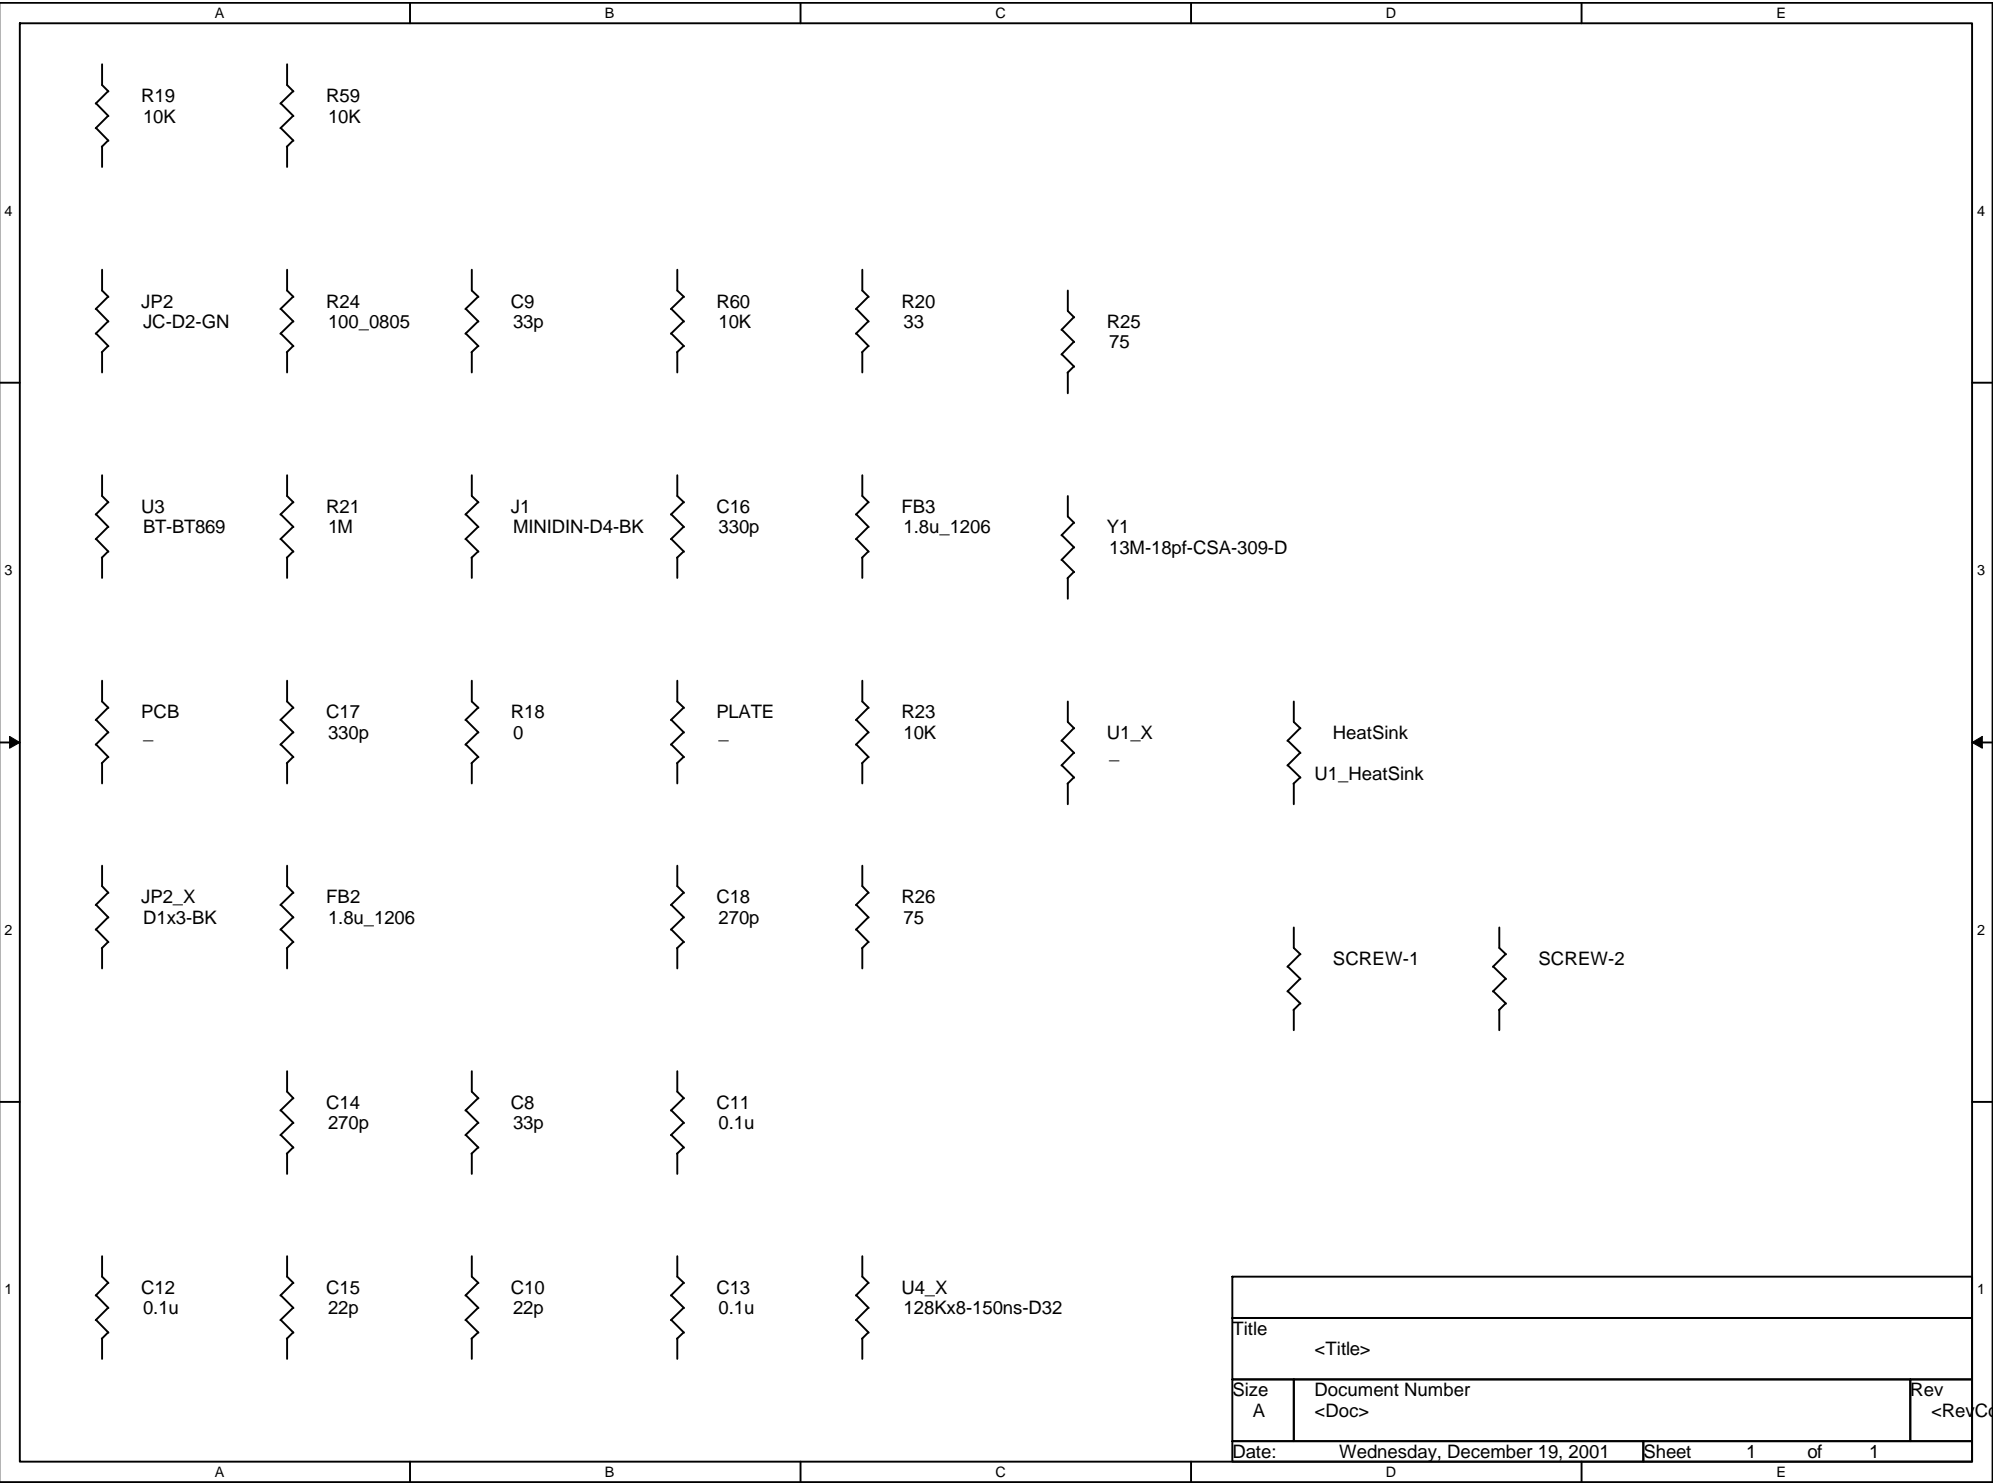 A B C D E
R19
10K
R59
10K
4 4
JP2
JC-D2-GN
R24
100_0805
C9
33p
R60
10K
R20
33
R25
75
U3
BT-BT869
R21
1M
J1
MINIDIN-D4-BK
C16
330p
FB3
1.8u_1206
Y1
13M-18pf-CSA-309-D
3 3
PCB
_
C17
330p
R18
0
PLATE
_
R23
10K
U1_X
_
HeatSink
U1_HeatSink
JP2_X
D1x3-BK
FB2
1.8u_1206
C18
270p
R26
75
2 2
SCREW-1
SCREW-2
C14
270p
C8
33p
C11
0.1u
C12
0.1u
C15
22p
C10
22p
C13
0.1u
U4_X
128Kx8-150ns-D32
1 1
Title
<Title>
Size
A
Document Number
<Doc>
Rev
Date: Wednesday, December 19, 2001 Sheet 1 of 1
A B C D E